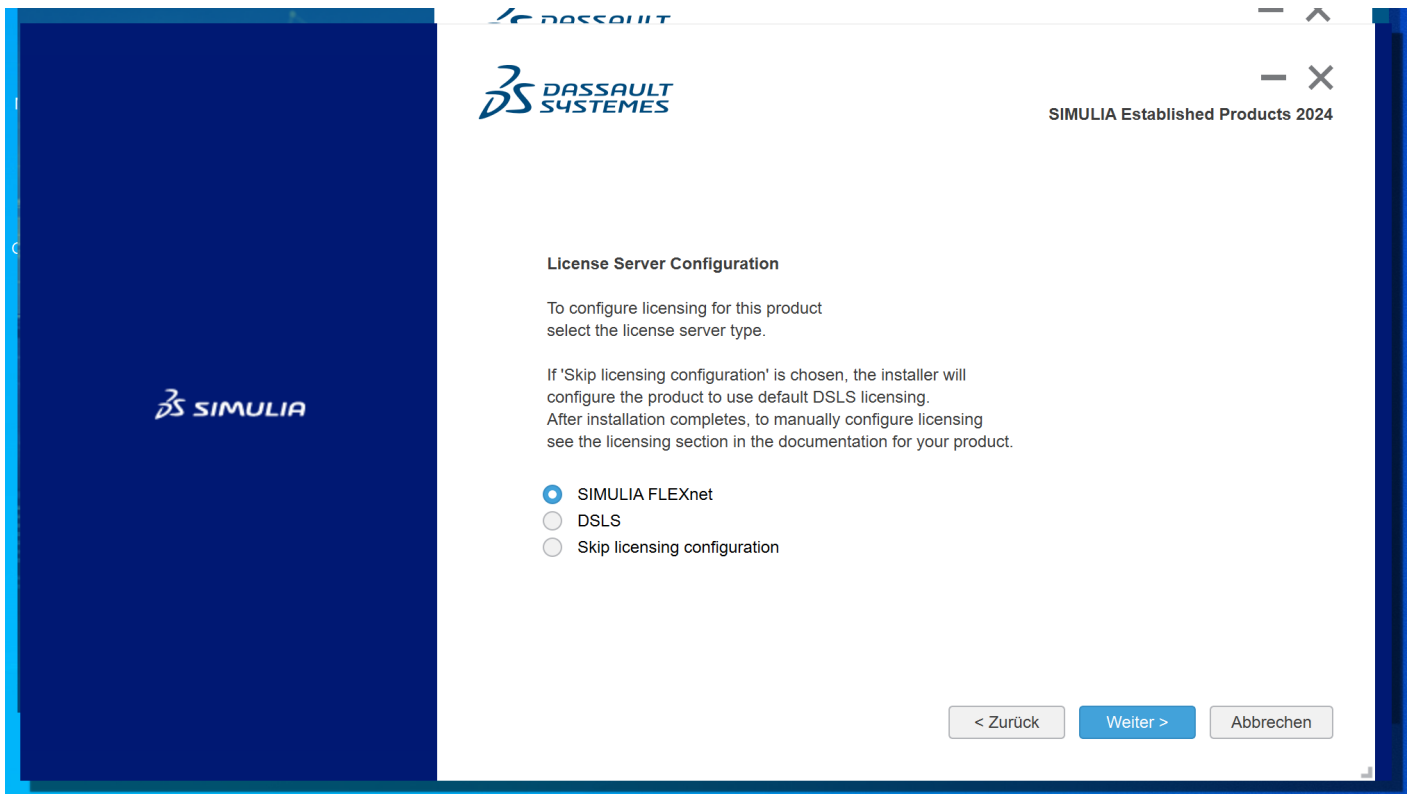 DASSAULT
DASSAULT
SYSTEMES
SIMULIA Established Products 2024
License Server Configuration
To configure licensing for this product
select the license server type.
If 'Skip licensing configuration' is chosen, the installer will
configure the product to use default DSLS licensing.
After installation completes, to manually configure licensing
see the licensing section in the documentation for your product.
SIMULIA
SIMULIA FLEXnet
DSLS
Skip licensing configuration
< Zurück
Weiter >
Abbrechen